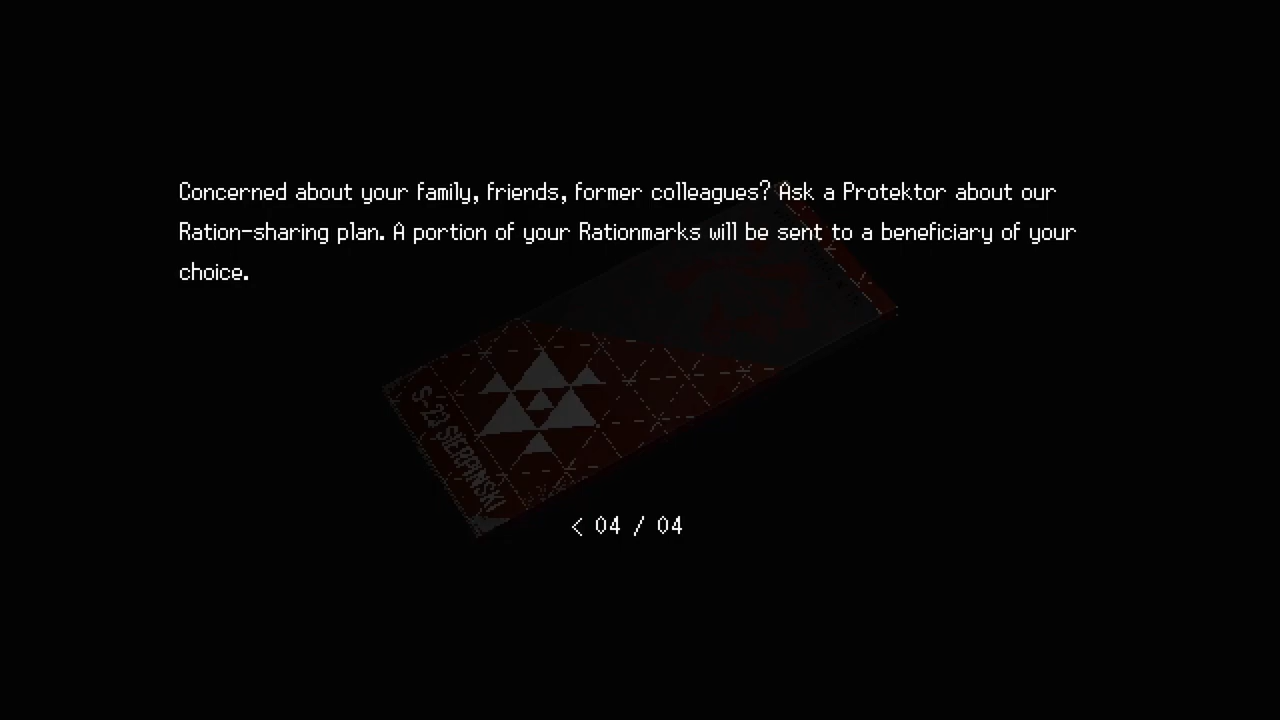 Concerned about your family, friends, former colleagues? Ask a Protektor about our
Ration-sharing plan. A portion of your Rationmarks will be sent to a beneficiary of your
choice.
S-23 SIERPINSKI
< 04 / 04